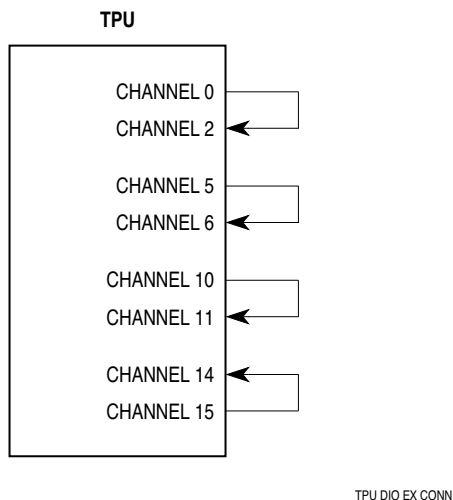 TPU
CHANNEL 0
CHANNEL 2
CHANNEL 5
CHANNEL 6
CHANNEL 10
CHANNEL 11
CHANNEL 14
CHANNEL 15
TPU DIO EX CONN